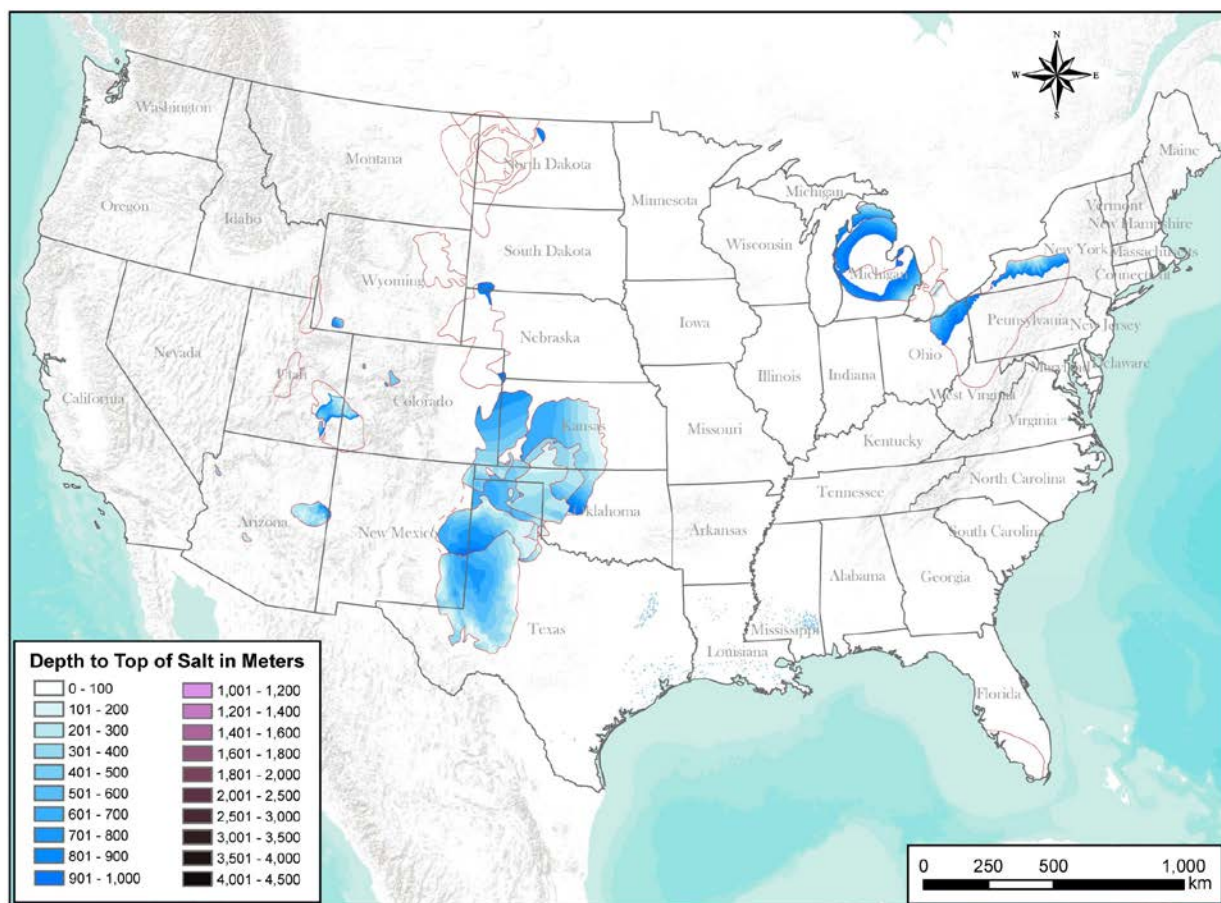 N
W
E
S
Washington
Montana
North Dakota
Minnesota
Michigan
Maine
Oregon
Idaho
South Dakota
Wisconsin
Vermont
New Hampshire
New York
Massachusetts
Wyoming
Michigan
Connecticut
Nebraska
Iowa
Pennsylvania
New Jersey
Nevada
Utah
Illinois
Indiana
Ohio
Maryland
Delaware
California
Colorado
Kansas
Missouri
West Virginia
Virginia
Kentucky
Arizona
New Mexico
Oklahoma
Tennessee
North Carolina
Arkansas
South Carolina
Texas
Mississippi
Alabama
Georgia
Louisiana
Florida
Depth to Top of Salt in Meters
0 - 100
101 - 200
201 - 300
301 - 400
401 - 500
501 - 600
601 - 700
701 - 800
801 - 900
901 - 1,000
1,001 - 1,200
1,201 - 1,400
1,401 - 1,600
1,601 - 1,800
1,801 - 2,000
2,001 - 2,500
2,501 - 3,000
3,001 - 3,500
3,501 - 4,000
4,001 - 4,500
0 250 500 1,000
km